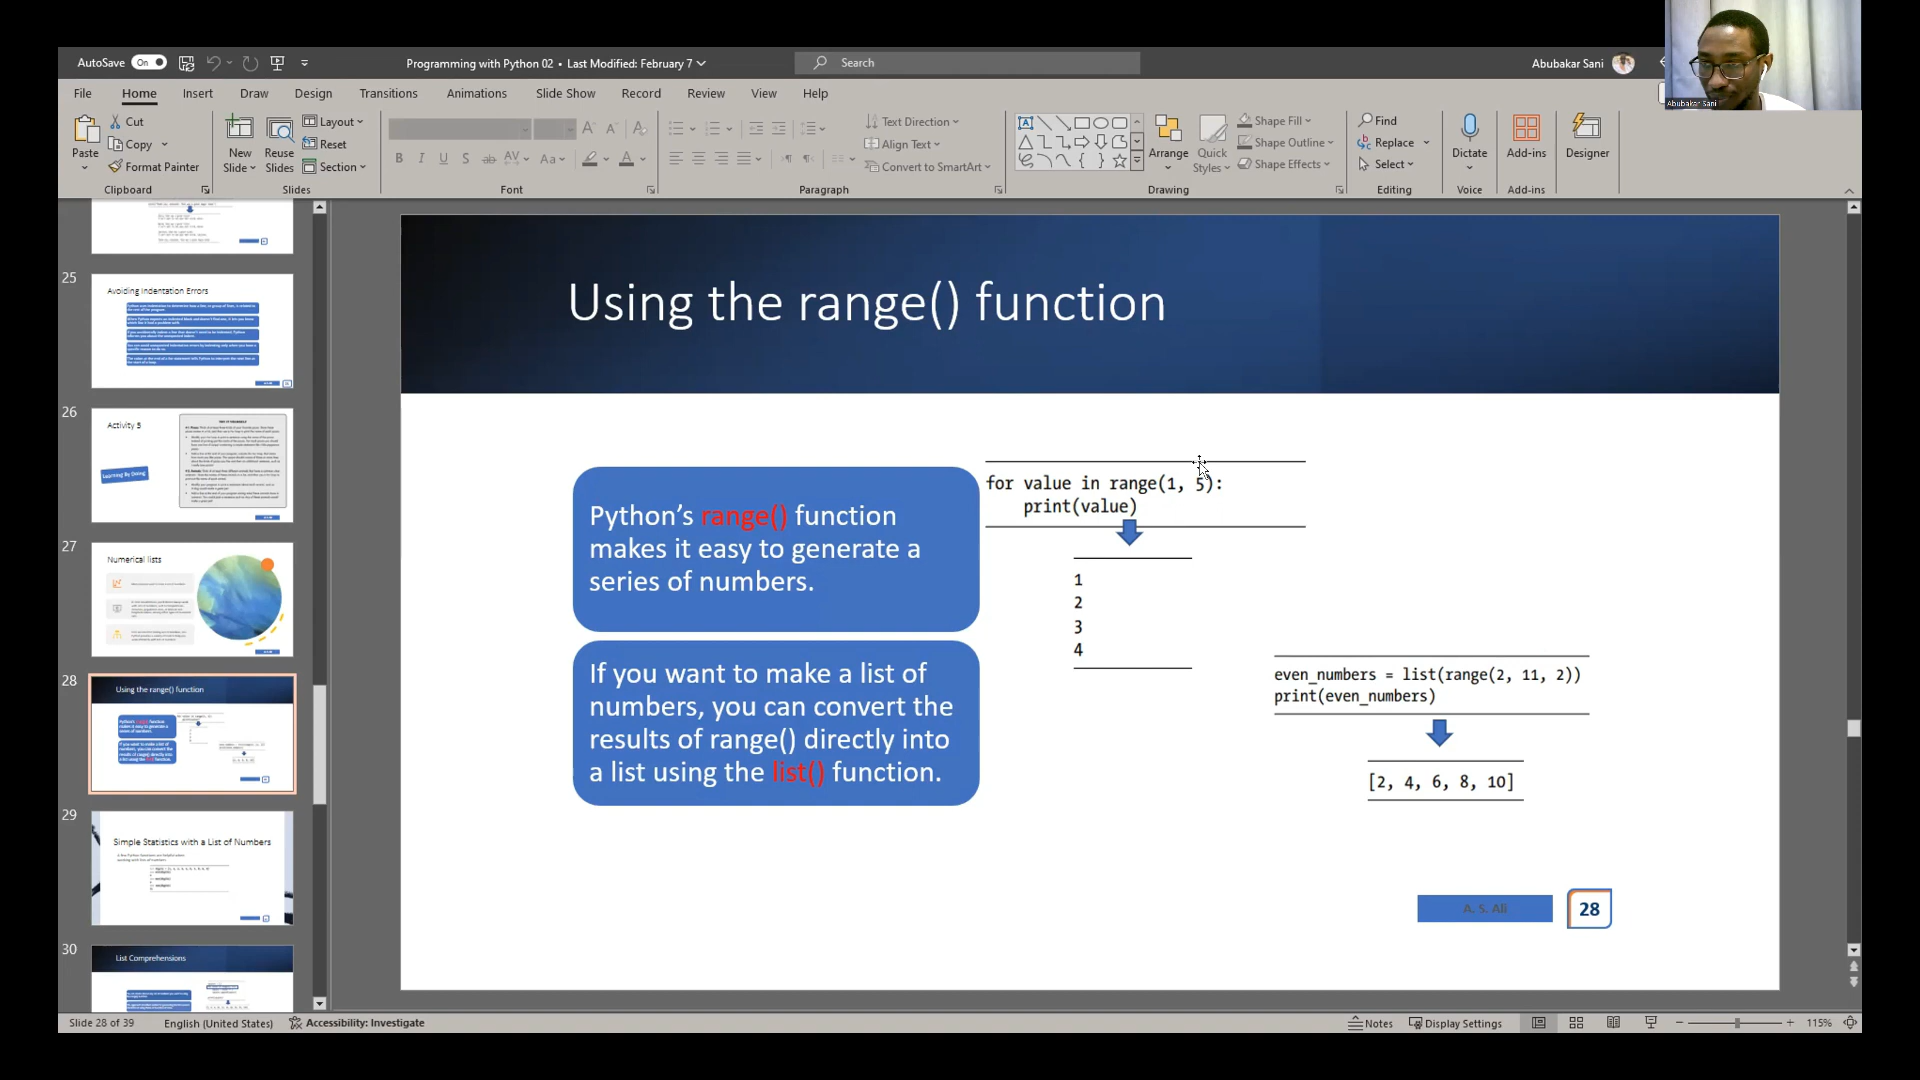 AutoSave On
Programming with Python 02 • Last Modified: February 7
Search
Abubakar Sani
Abubakar Sani
File Home Insert Draw Design Transitions Animations Slide Show Record Review View Help
Paste
Cut
Copy
Format Painter
Clipboard
New
Slide
Reuse
Slides
Layout
Reset
Section
Slides
Font
Text Direction
Align Text
Convert to SmartArt
Paragraph
Arrange
Quick
Styles
Shape Fill
Shape Outline
Shape Effects
Drawing
Find
Replace
Select
Editing
Dictate
Voice
Add-ins
Add-ins
Designer
25
Avoiding Indentation Errors
26
Activity 5
Learning By Doing
27
Numerical lists
28
Using the range() function
29
Simple Statistics with a List of Numbers
30
List Comprehensions
Using the range() function
Python's range() function
makes it easy to generate a
series of numbers.
If you want to make a list of
numbers, you can convert the
results of range() directly into
a list using the list() function.
for value in range(1, 5):
print(value)
1
2
3
4
even_numbers = list(range(2, 11, 2))
print(even_numbers)
[2, 4, 6, 8, 10]
A. S. Ali
28
Slide 28 of 39
English (United States)
Accessibility: Investigate
Notes
Display Settings
115%